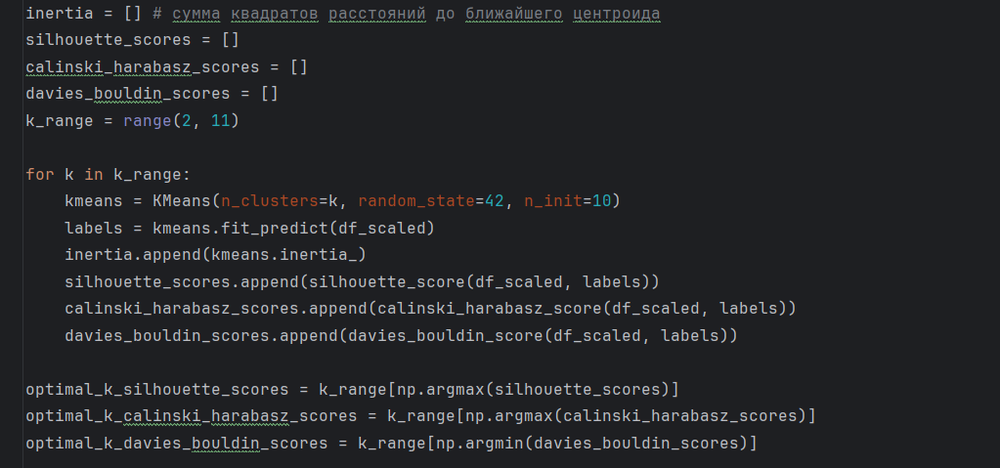 inertia = [] # сумма квадратов расстояний до ближайшего центроида
silhouette_scores = []
calinski_harabasz_scores = []
davies_bouldin_scores = []
k_range = range(2, 11)
for k in k_range:
    kmeans = KMeans(n_clusters=k, random_state=42, n_init=10)
    labels = kmeans.fit_predict(df_scaled)
    inertia.append(kmeans.inertia_)
    silhouette_scores.append(silhouette_score(df_scaled, labels))
    calinski_harabasz_scores.append(calinski_harabasz_score(df_scaled, labels))
    davies_bouldin_scores.append(davies_bouldin_score(df_scaled, labels))
optimal_k_silhouette_scores = k_range[np.argmax(silhouette_scores)]
optimal_k_calinski_harabasz_scores = k_range[np.argmax(calinski_harabasz_scores)]
optimal_k_davies_bouldin_scores = k_range[np.argmin(davies_bouldin_scores)]